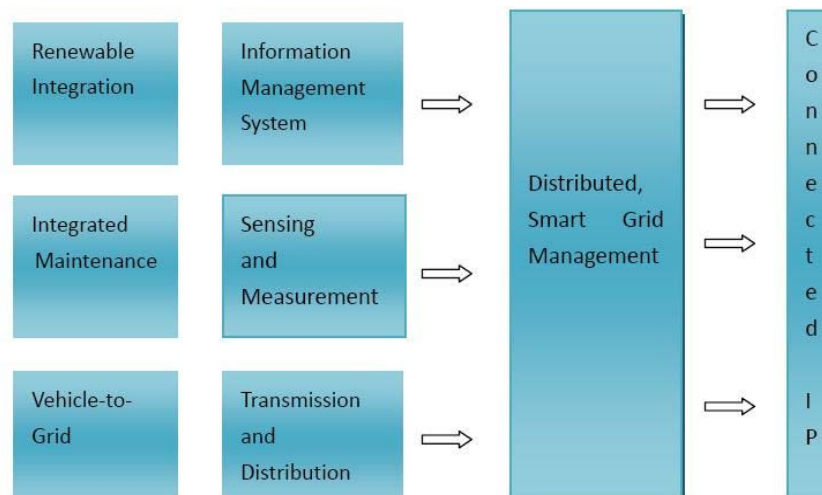 Renewable
Integration
Information
Management
System
Integrated
Maintenance
Sensing
and
Measurement
Vehicle-to-
Grid
Transmission
and
Distribution
Distributed,
Smart Grid
Management
C
o
n
n
e
c
t
e
d
I
P